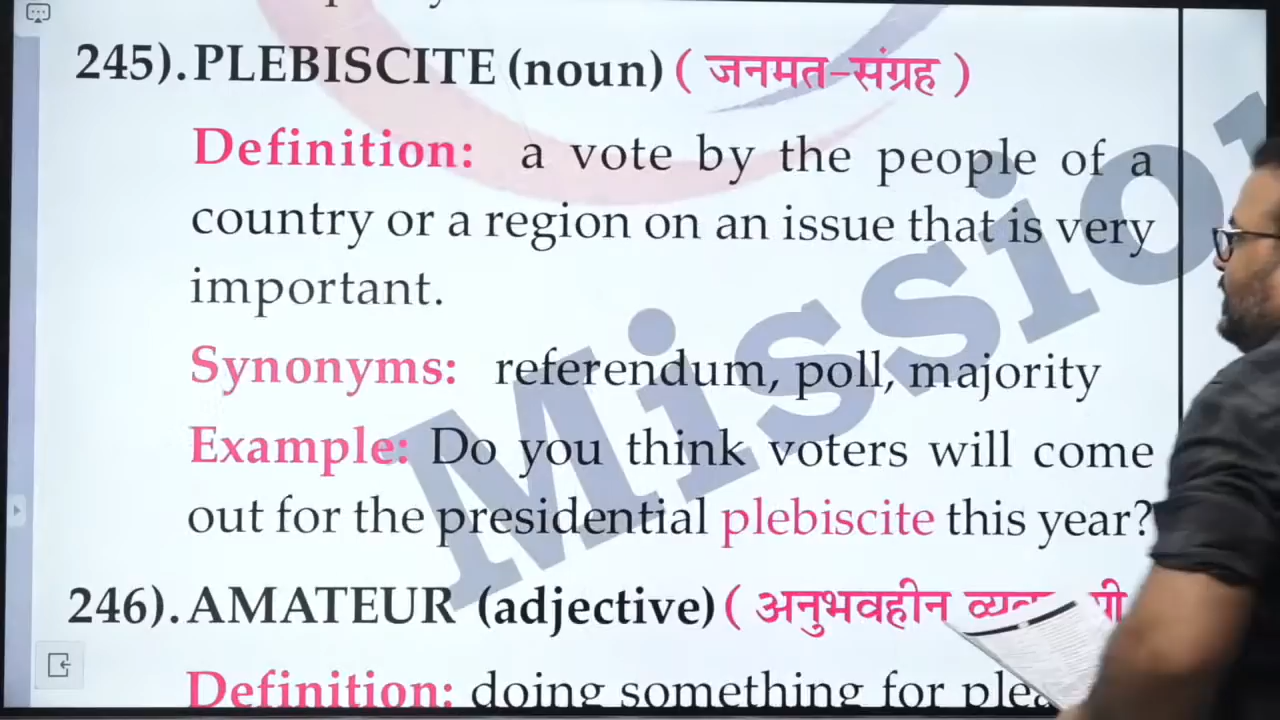 245). PLEBISCITE (noun) ( जनमत-संग्रह )
Definition: a vote by the people of a
country or a region on an issue that is very
important.
Synonyms: referendum, poll, majority
Example: Do you think voters will come
out for the presidential plebiscite this year?
246). AMATEUR (adjective) ( अनुभवहीन
Definition: doing something for
Missio